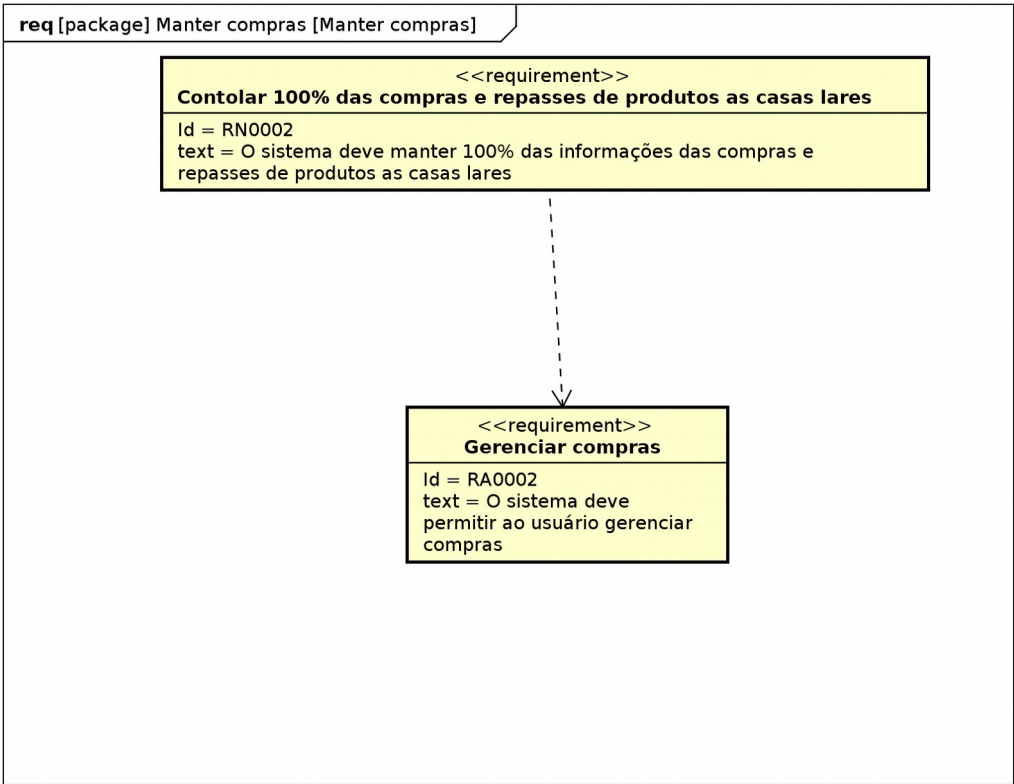 req [package] Manter compras [Manter compras]
<<requirement>>
Contolar 100% das compras e repasses de produtos as casas lares
Id = RN0002
text = O sistema deve manter 100% das informações das compras e
repasses de produtos as casas lares
<<requirement>>
Gerenciar compras
Id = RA0002
text = O sistema deve
permitir ao usuário gerenciar
compras